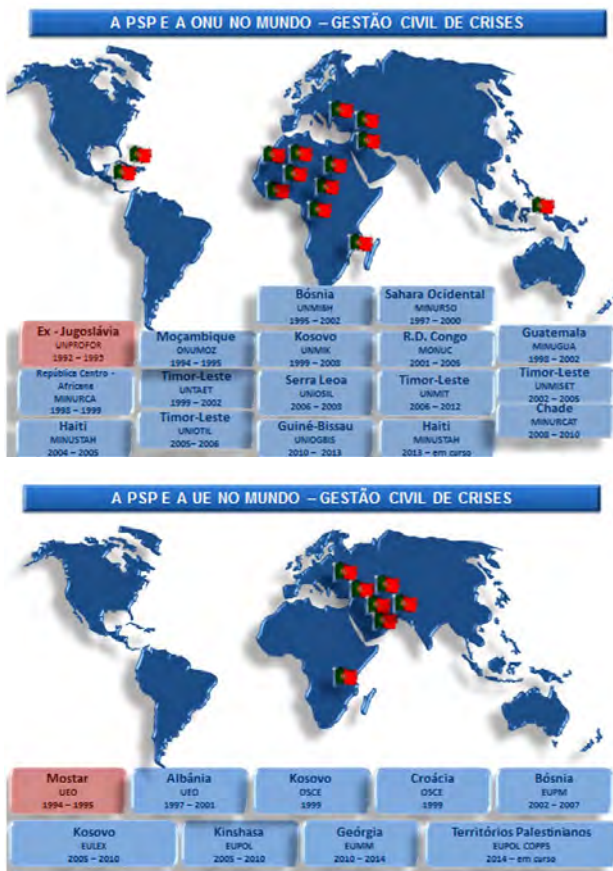 A PSP E A ONU NO MUNDO – GESTÃO CIVIL DE CRISES
Bósnia
UNMIBH
1995 – 2002
Sahara Ocidental
MINURSO
1997 – 2000
Ex - Jugoslávia
UNPROFOR
1992 – 1993
Moçambique
ONUMOZ
1994 – 1995
Kosovo
UNMIK
1999 – 2008
R.D. Congo
MONUC
2001 – 2005
Guatemala
MINUGUA
1998 – 2002
República Centro -
Africana
MINURCA
1998 – 1999
Timor-Leste
UNTAET
1999 – 2002
Serra Leoa
UNIOSIL
Timor-Leste
UNMIT
2006 – 2012
Timor-Leste
UNMISET
2002 – 2005
Haiti
MINUSTAH
2004 – 2005
Timor-Leste
UNIOTIL
2005– 2006
Guiné-Bissau
UNIOGBIS
2010 – 2013
Haiti
MINUSTAH
2013 – em curso
Chade
MINURCAT
2008 – 2010
A PSP E A UE NO MUNDO – GESTÃO CIVIL DE CRISES
Mostar
UEO
1994 – 1995
Albânia
UEO
1997 – 2001
Kosovo
OSCE
1999
Croácia
OSCE
1999
Bósnia
EUPM
2002 – 2007
Kosovo
EULEX
2005 – 2010
Kinshasa
EUPOL
2005 – 2010
Geórgia
EUMM
2010 – 2014
Territórios Palestinianos
EUPOL COPPS
2014 – em curso